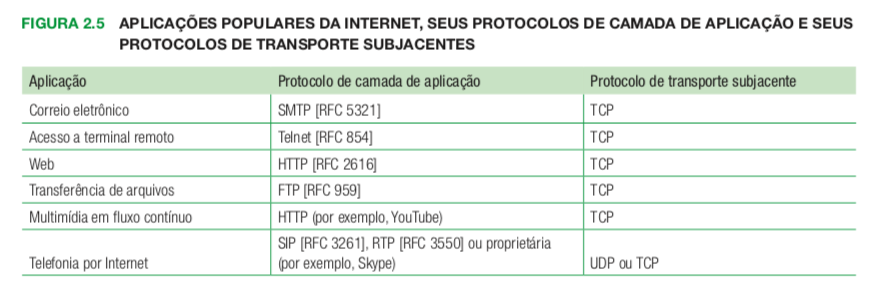 FIGURA 2.5 APLICAÇÕES POPULARES DA INTERNET, SEUS PROTOCOLOS DE CAMADA DE APLICAÇÃO E SEUS
PROTOCOLOS DE TRANSPORTE SUBJACENTES
Aplicação Protocolo de camada de aplicação Protocolo de transporte subjacente
Correio eletrônico SMTP [RFC 5321] TCP
Acesso a terminal remoto Telnet [RFC 854] TCP
Web HTTP [RFC 2616] TCP
Transferência de arquivos FTP [RFC 959] TCP
Multimídia em fluxo contínuo HTTP (por exemplo, YouTube) TCP
SIP [RFC 3261], RTP [RFC 3550] ou proprietária
Telefonia por Internet (por exemplo, Skype) UDP ou TCP